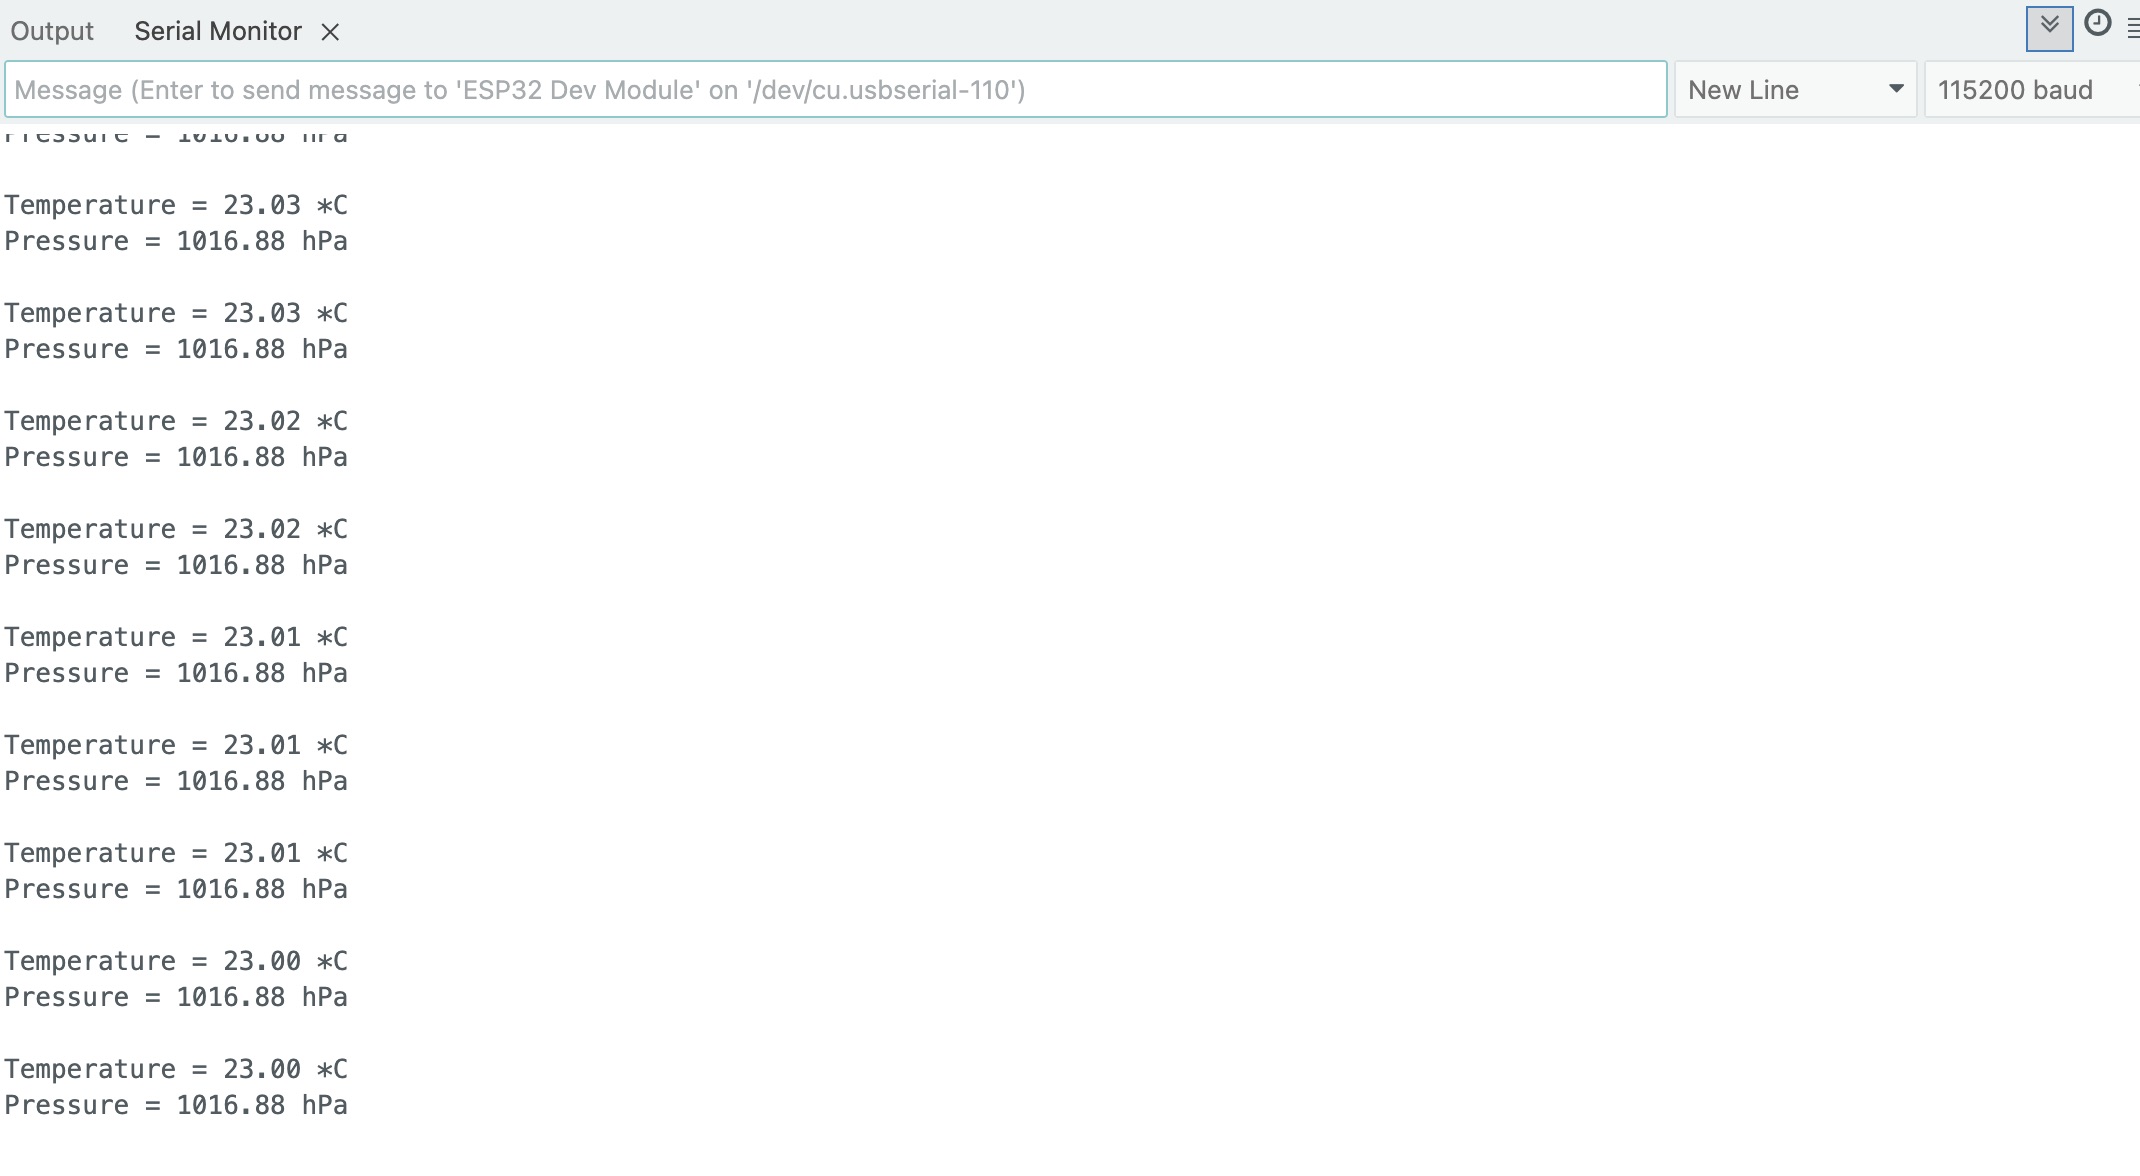 Output
Serial Monitor
Message (Enter to send message to 'ESP32 Dev Module' on '/dev/cu.usbserial-110')
New Line
115200 baud
Pressure = 1016.88 hPa
Temperature = 23.03 *C
Pressure = 1016.88 hPa
Temperature = 23.03 *C
Pressure = 1016.88 hPa
Temperature = 23.02 *C
Pressure = 1016.88 hPa
Temperature = 23.02 *C
Pressure = 1016.88 hPa
Temperature = 23.01 *C
Pressure = 1016.88 hPa
Temperature = 23.01 *C
Pressure = 1016.88 hPa
Temperature = 23.01 *C
Pressure = 1016.88 hPa
Temperature = 23.00 *C
Pressure = 1016.88 hPa
Temperature = 23.00 *C
Pressure = 1016.88 hPa